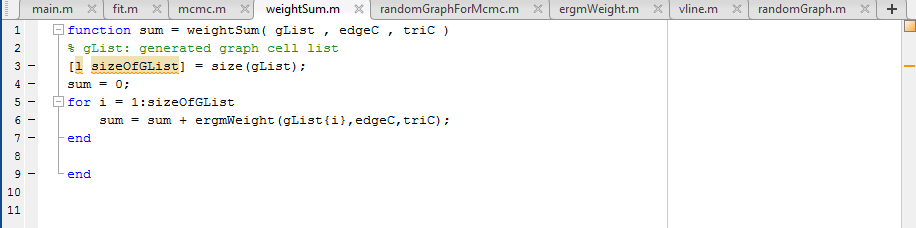 main.m fit.m mcmc.m weightSum.m randomGraphForMcmc.m ergmWeight.m vline.m randomGraph.m +
1 function sum = weightSum( gList , edgeC , triC )
2 % gList: generated graph cell list
3 [l sizeOfGList] = size(gList);
4 sum = 0;
5 for i = 1:sizeOfGList
6 sum = sum + ergmWeight(gList{i},edgeC,triC);
7 end
8
9 end
10
11